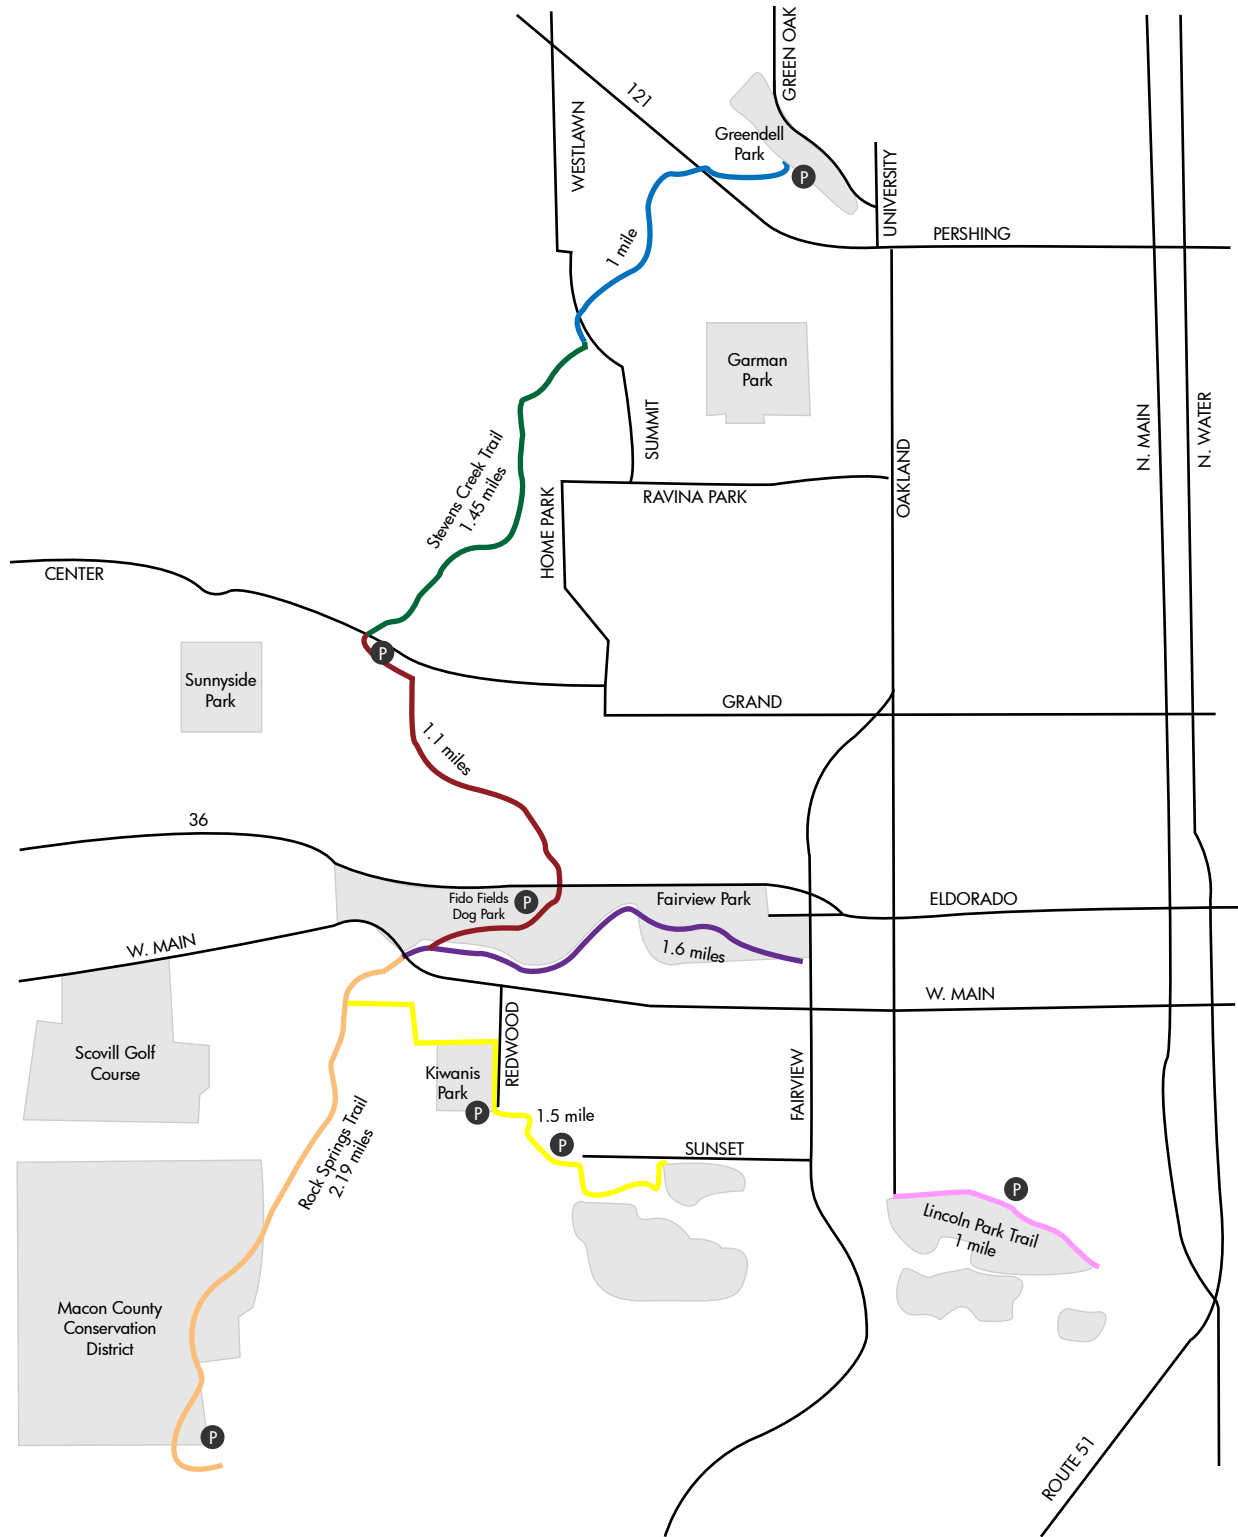 GREEN OAK
121
WESTLAWN
Greendell
Park
P
UNIVERSITY
PERSHING
1 mile
Garman
Park
SUMMIT
N. MAIN
N. WATER
OAKLAND
Stevens Creek Trail
1.45 miles
RAVINA PARK
HOME PARK
CENTER
P
Sunnyside
Park
GRAND
1.1 miles
36
Fido Fields
Dog Park
P
Fairview Park
ELDORADO
W. MAIN
1.6 miles
W. MAIN
Scovill Golf
Course
REDWOOD
Kiwanis
Park
P
FAIRVIEW
1.5 mile
P
SUNSET
Rock Springs Trail
2.19 miles
P
Lincoln Park Trail
1 mile
Macon County
Conservation
District
P
ROUTE 51